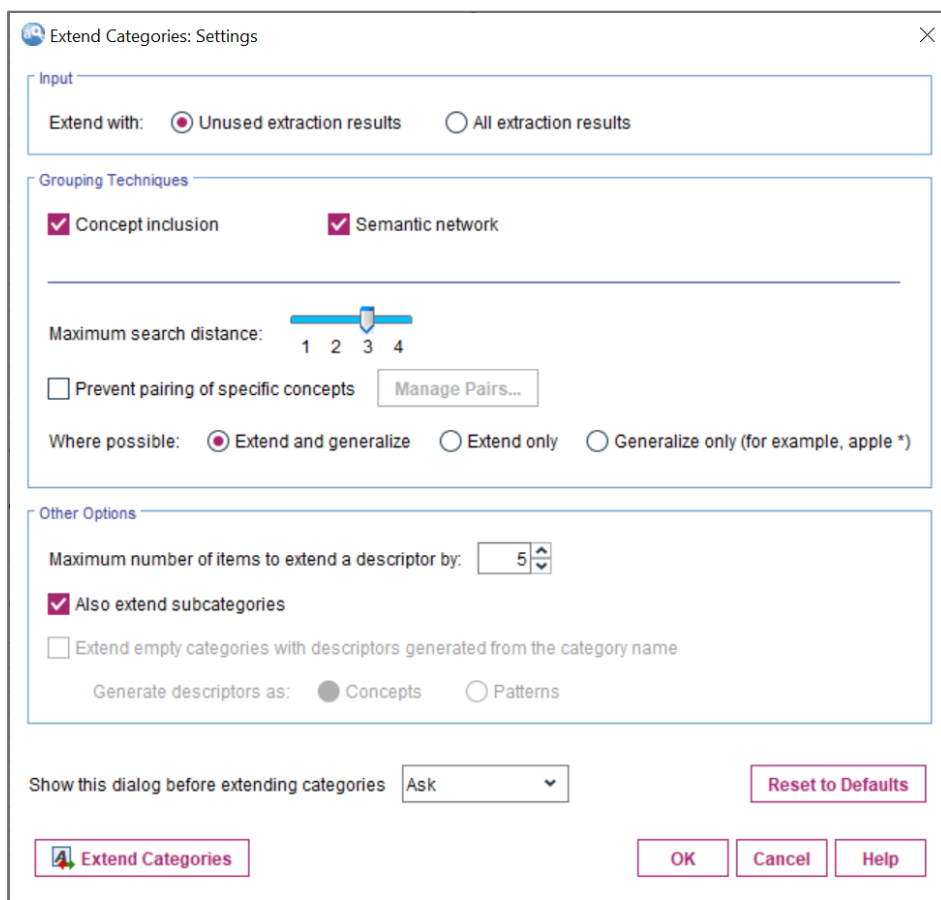 Extend Categories: Settings
Input
Extend with: Unused extraction results All extraction results
Grouping Techniques
Concept inclusion Semantic network
Maximum search distance:
1 2 3 4
Prevent pairing of specific concepts Manage Pairs...
Where possible: Extend and generalize Extend only Generalize only (for example, apple *)
Other Options
Maximum number of items to extend a descriptor by: 5
Also extend subcategories
Extend empty categories with descriptors generated from the category name
Generate descriptors as: Concepts Patterns
Show this dialog before extending categories Ask Reset to Defaults
Extend Categories OK Cancel Help